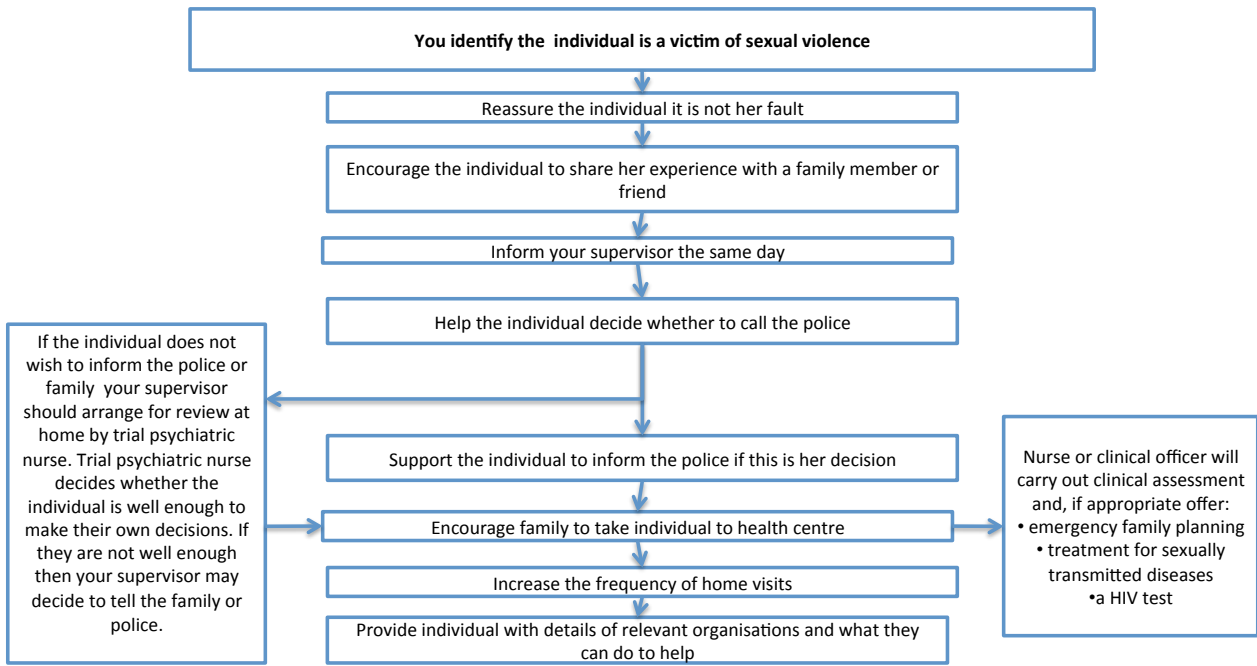 You identify the  individual is a victim of sexual violence
Reassure the individual it is not her fault
Encourage the individual to share her experience with a family member or
friend
Inform your supervisor the same day
Help the individual decide whether to call the police
If the individual does not
wish to inform the police or
family  your supervisor
should arrange for review at
home by trial psychiatric
nurse. Trial psychiatric nurse
decides whether the
individual is well enough to
make their own decisions. If
they are not well enough
then your supervisor may
decide to tell the family or
police.
Support the individual to inform the police if this is her decision
Encourage family to take individual to health centre
Nurse or clinical officer will
carry out clinical assessment
and, if appropriate offer:
• emergency family planning
• treatment for sexually
transmitted diseases
•a HIV test
Increase the frequency of home visits
Provide individual with details of relevant organisations and what they
can do to help